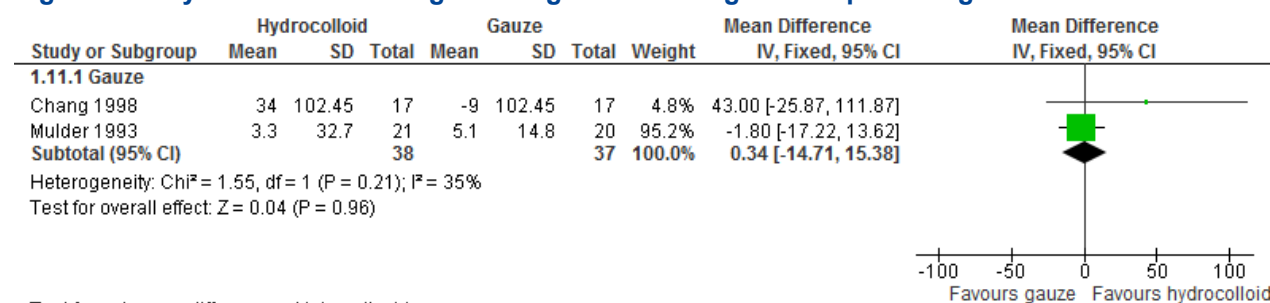 Hydrocolloid Gauze Mean Difference Mean Difference
Study or Subgroup Mean SD Total Mean SD Total Weight IV, Fixed, 95% CI IV, Fixed, 95% CI
1.11.1 Gauze
Chang 1998 34 102.45 17 -9 102.45 17 4.8% 43.00 [-25.87, 111.87]
Mulder 1993 3.3 32.7 21 5.1 14.8 20 95.2% -1.80 [-17.22, 13.62]
Subtotal (95% CI) 38 37 100.0% 0.34 [-14.71, 15.38]
Heterogeneity: Chi² = 1.55, df = 1 (P = 0.21); I² = 35%
Test for overall effect: Z = 0.04 (P = 0.96)
-100 -50 0 50 100
Favours gauze Favours hydrocolloid